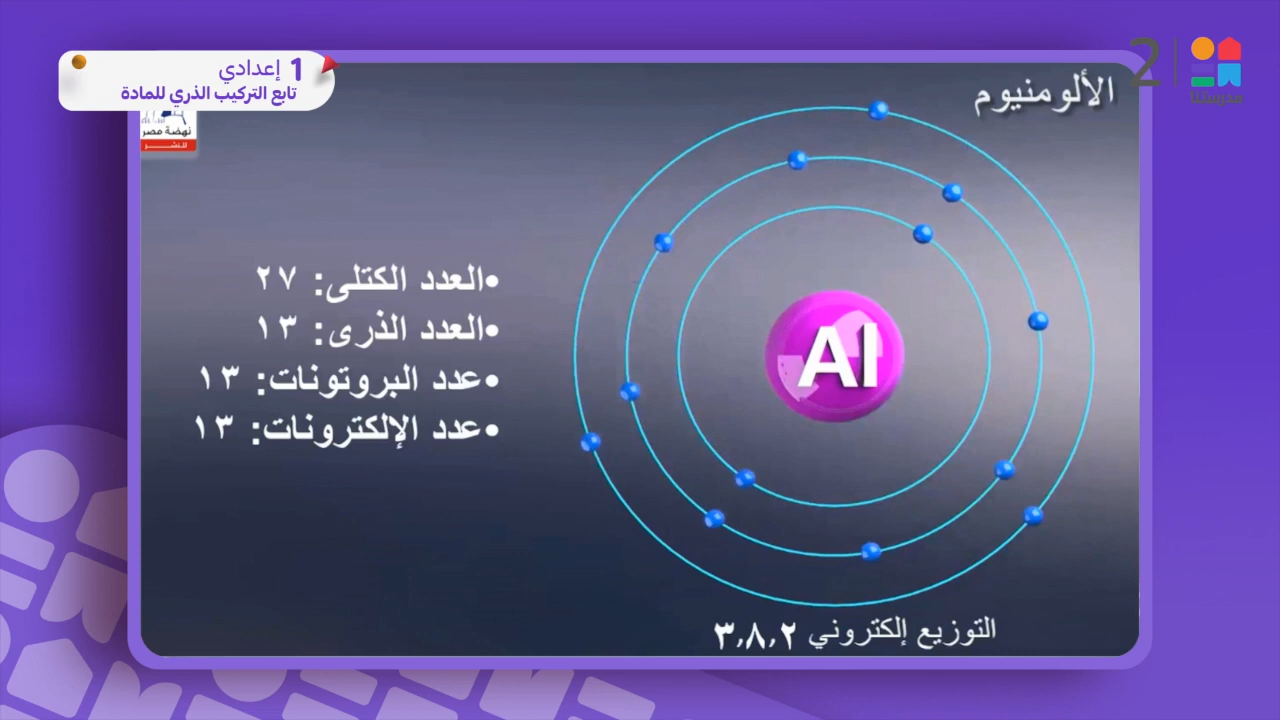 1 إعدادي
تابع التركيب الذري للمادة
2
مدرستنا
نهضة مصر
للنشـــر
الألومنيوم
•العدد الكتلى: ٢٧
•العدد الذرى: ١٣
•عدد البروتونات: ١٣
•عدد الإلكترونات: ١٣
Al
التوزيع إلكتروني ٣,٨,٢